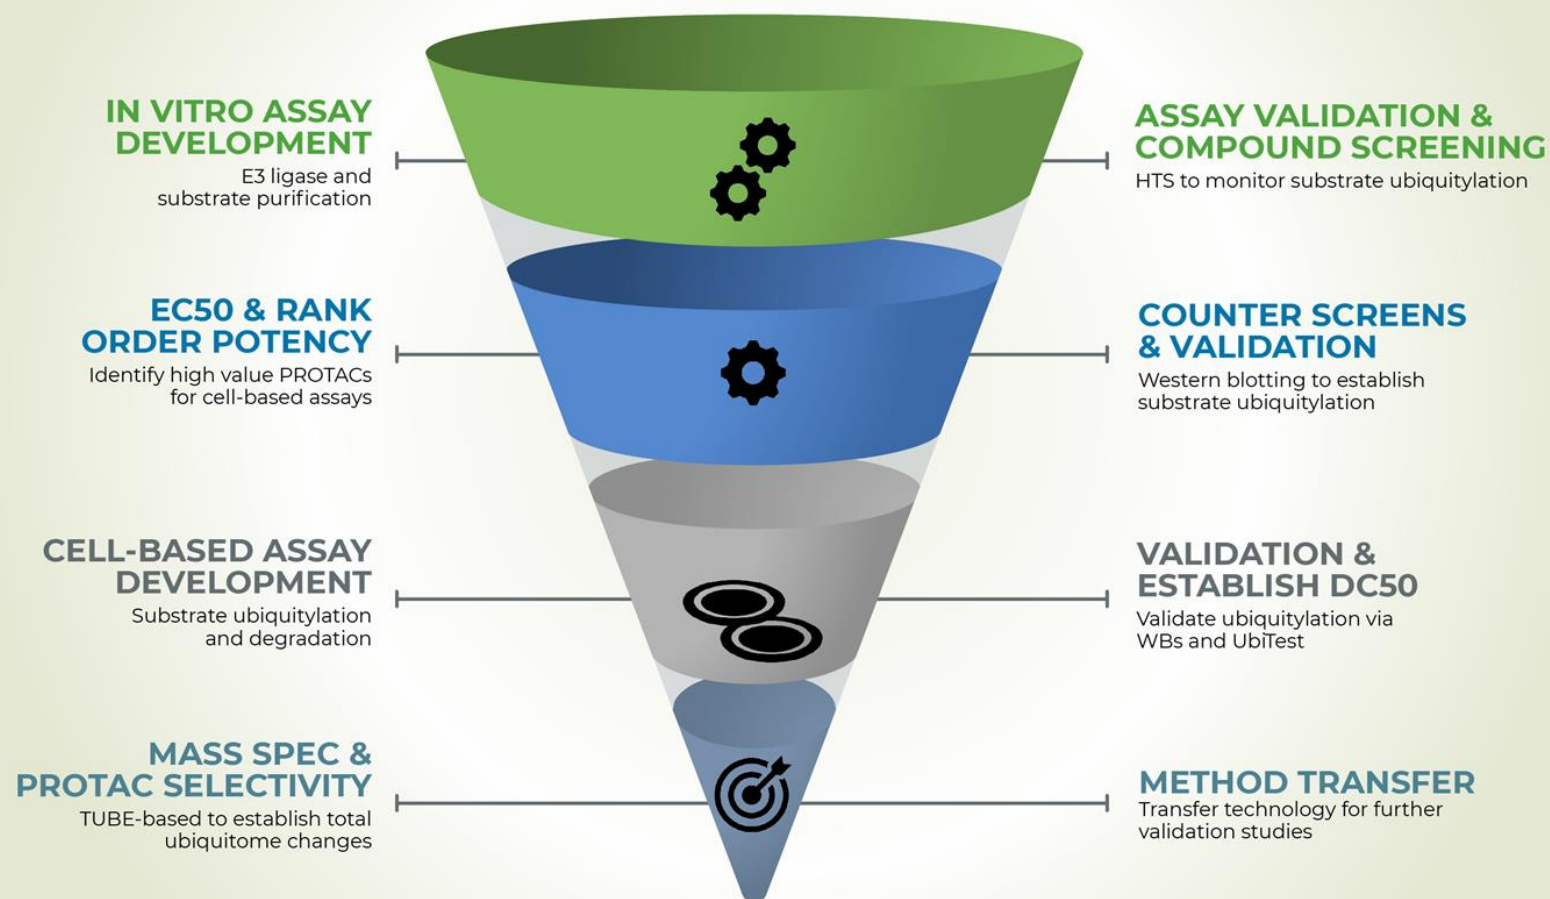 IN VITRO ASSAY
DEVELOPMENT
E3 ligase and
substrate purification
ASSAY VALIDATION &
COMPOUND SCREENING
HTS to monitor substrate ubiquitylation
EC50 & RANK
ORDER POTENCY
Identify high value PROTACs
for cell-based assays
COUNTER SCREENS
& VALIDATION
Western blotting to establish
substrate ubiquitylation
CELL-BASED ASSAY
DEVELOPMENT
Substrate ubiquitylation
and degradation
VALIDATION &
ESTABLISH DC50
Validate ubiquitylation via
WBs and UbiTest
MASS SPEC &
PROTAC SELECTIVITY
TUBE-based to establish total
ubiquitome changes
METHOD TRANSFER
Transfer technology for further
validation studies